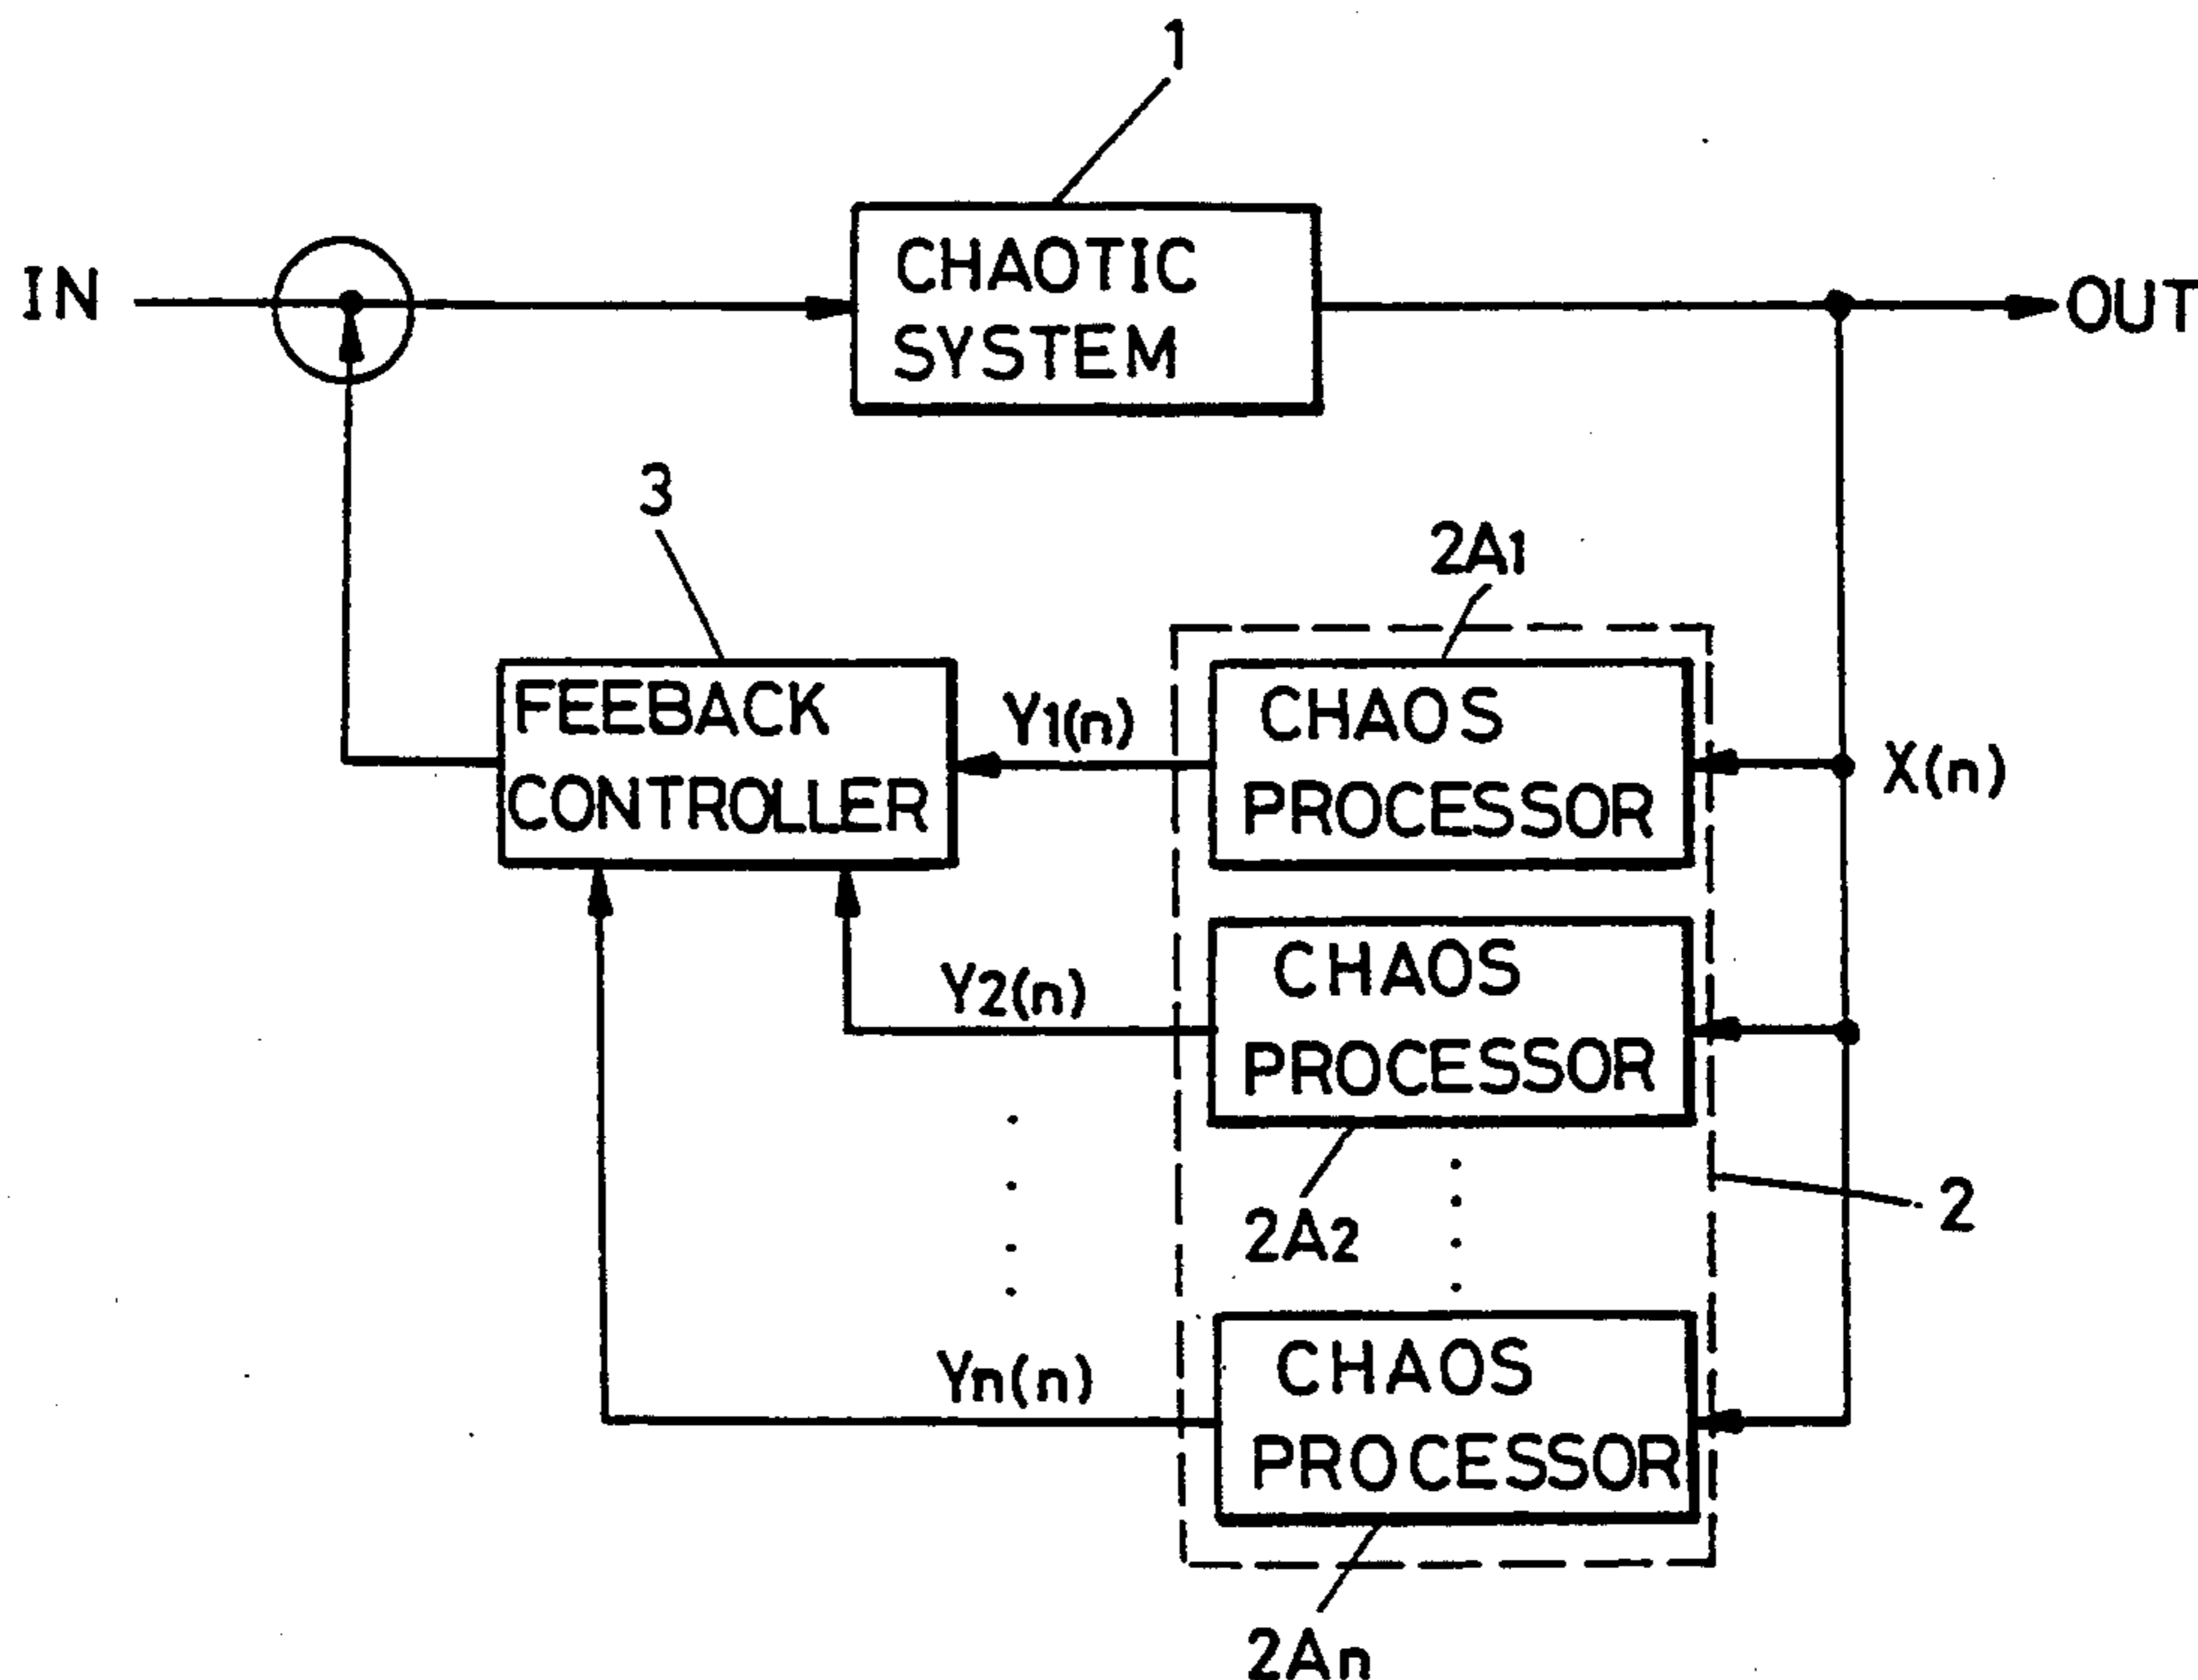 1
CHAOTIC
SYSTEM
IN
OUT
3
2A1
FEEBACK
CONTROLLER
Y1(n)
CHAOS
PROCESSOR
X(n)
Y2(n)
CHAOS
PROCESSOR
2A2
2
Yn(n)
CHAOS
PROCESSOR
2An